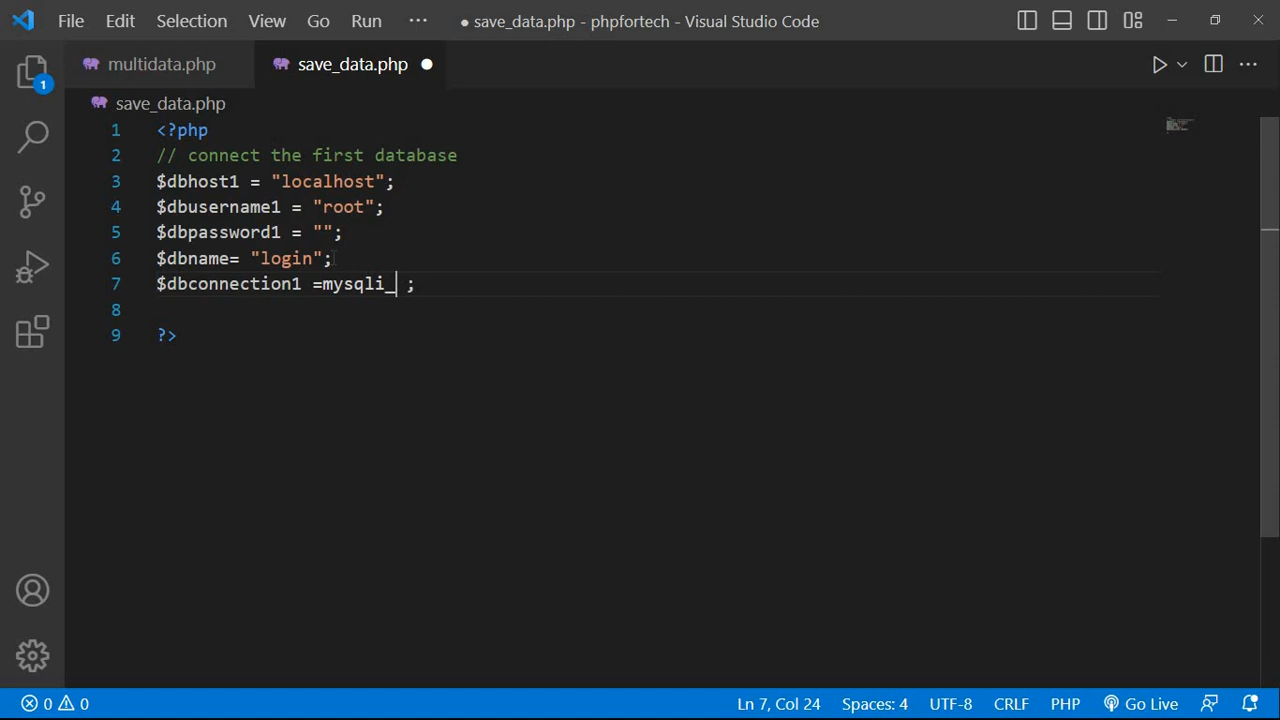 File Edit Selection View Go Run ··· ● save_data.php - phpfortech - Visual Studio Code
multidata.php save_data.php ●
1
save_data.php
1 <?php
2 // connect the first database
3 $dbhost1 = "localhost";
4 $dbusername1 = "root";
5 $dbpassword1 = "";
6 $dbname= "login";
7 $dbconnection1 =mysqli_ ;
8
9 ?>
0 0 Ln 7, Col 24 Spaces: 4 UTF-8 CRLF PHP Go Live